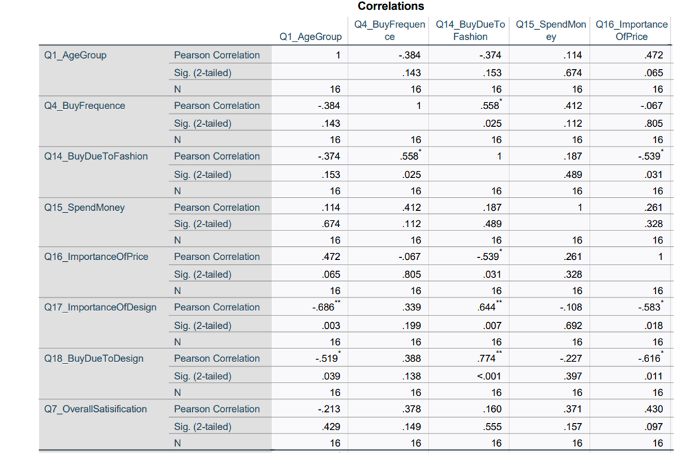 Correlations
Q1_AgeGroup Q4_BuyFrequen ce Q14_BuyDueTo Fashion Q15_SpendMon ey Q16_Importance OfPrice
Q1_AgeGroup Pearson Correlation 1 -.384 -.374 .114 .472
Sig. (2-tailed) .143 .153 .674 .065
N 16 16 16 16 16
Q4_BuyFrequence Pearson Correlation -.384 1 .558* .412 -.067
Sig. (2-tailed) .143 .025 .112 .805
N 16 16 16 16 16
Q14_BuyDueToFashion Pearson Correlation -.374 .558* 1 .187 -.539*
Sig. (2-tailed) .153 .025 .489 .031
N 16 16 16 16 16
Q15_SpendMoney Pearson Correlation .114 .412 .187 1 .261
Sig. (2-tailed) .674 .112 .489 .328
N 16 16 16 16 16
Q16_ImportanceOfPrice Pearson Correlation .472 -.067 -.539* .261 1
Sig. (2-tailed) .065 .805 .031 .328
N 16 16 16 16 16
Q17_ImportanceOfDesign Pearson Correlation -.686** .339 .644** -.108 -.583*
Sig. (2-tailed) .003 .199 .007 .692 .018
N 16 16 16 16 16
Q18_BuyDueToDesign Pearson Correlation -.519* .388 .774** -.227 -.616*
Sig. (2-tailed) .039 .138 <.001 .397 .011
N 16 16 16 16 16
Q7_OverallSatisification Pearson Correlation -.213 .378 .160 .371 .430
Sig. (2-tailed) .429 .149 .555 .157 .097
N 16 16 16 16 16